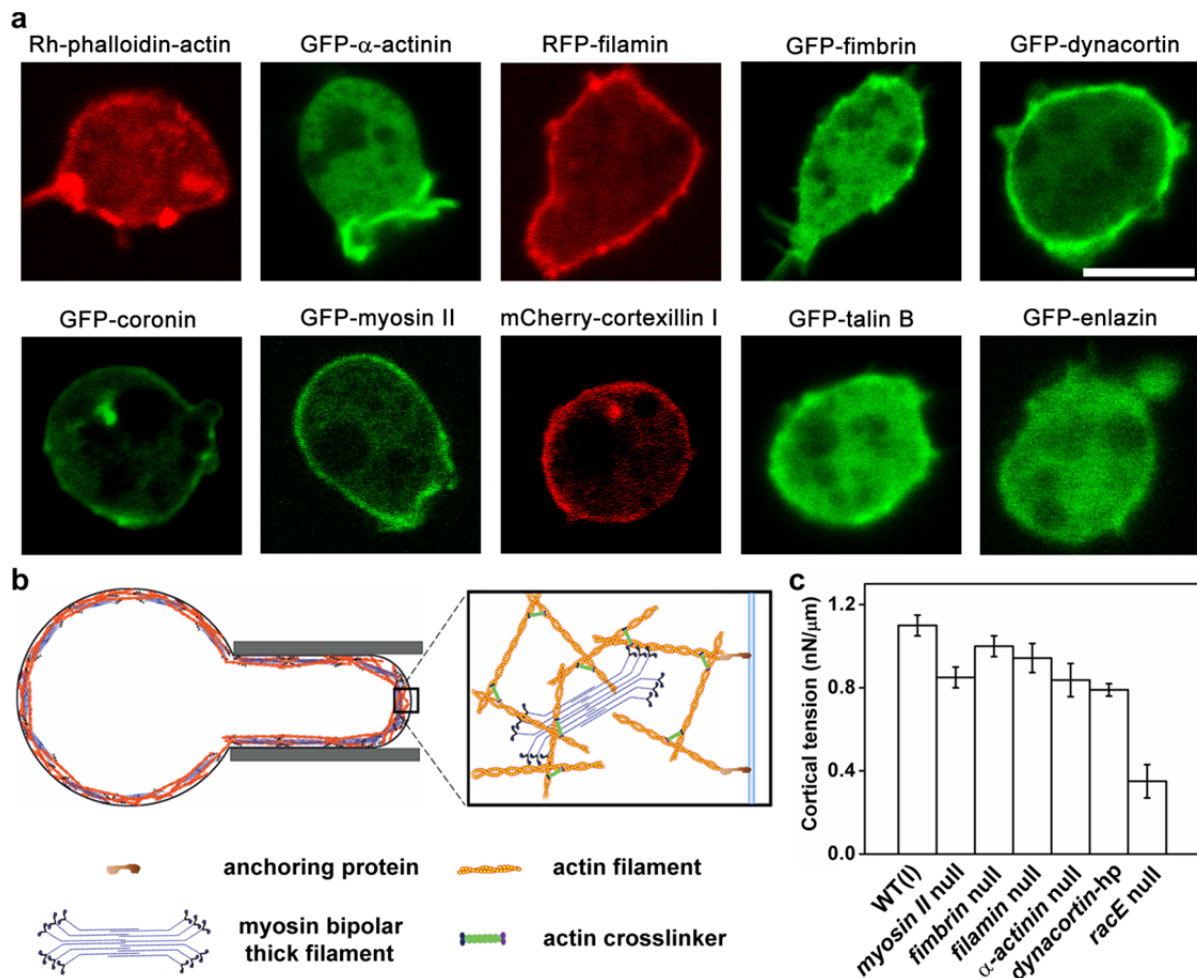 a
Rh-phalloidin-actin
GFP-α-actinin
RFP-filamin
GFP-fimbrin
GFP-dynacortin
GFP-coronin
GFP-myosin II
mCherry-cortexillin I
GFP-talin B
GFP-enlazin
b
anchoring protein
actin filament
myosin bipolar
thick filament
actin crosslinker
c
Cortical tension (nN/μm)
1.2
0.8
0.4
0.0
WT(I)
myosin II null
fimbrin null
filamin null
α-actinin null
dynacortin-hp
racE null